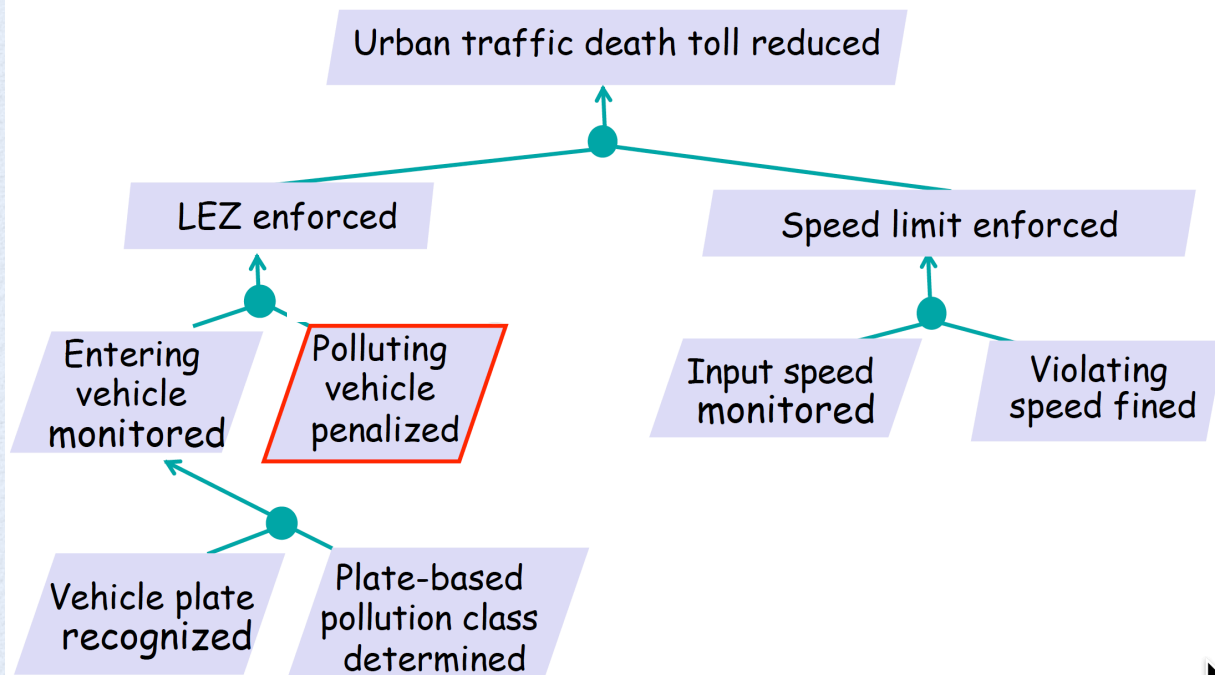 Urban traffic death toll reduced
LEZ enforced
Speed limit enforced
Entering
vehicle
monitored
Polluting
vehicle
penalized
Input speed
monitored
Violating
speed fined
Vehicle plate
recognized
Plate-based
pollution class
determined